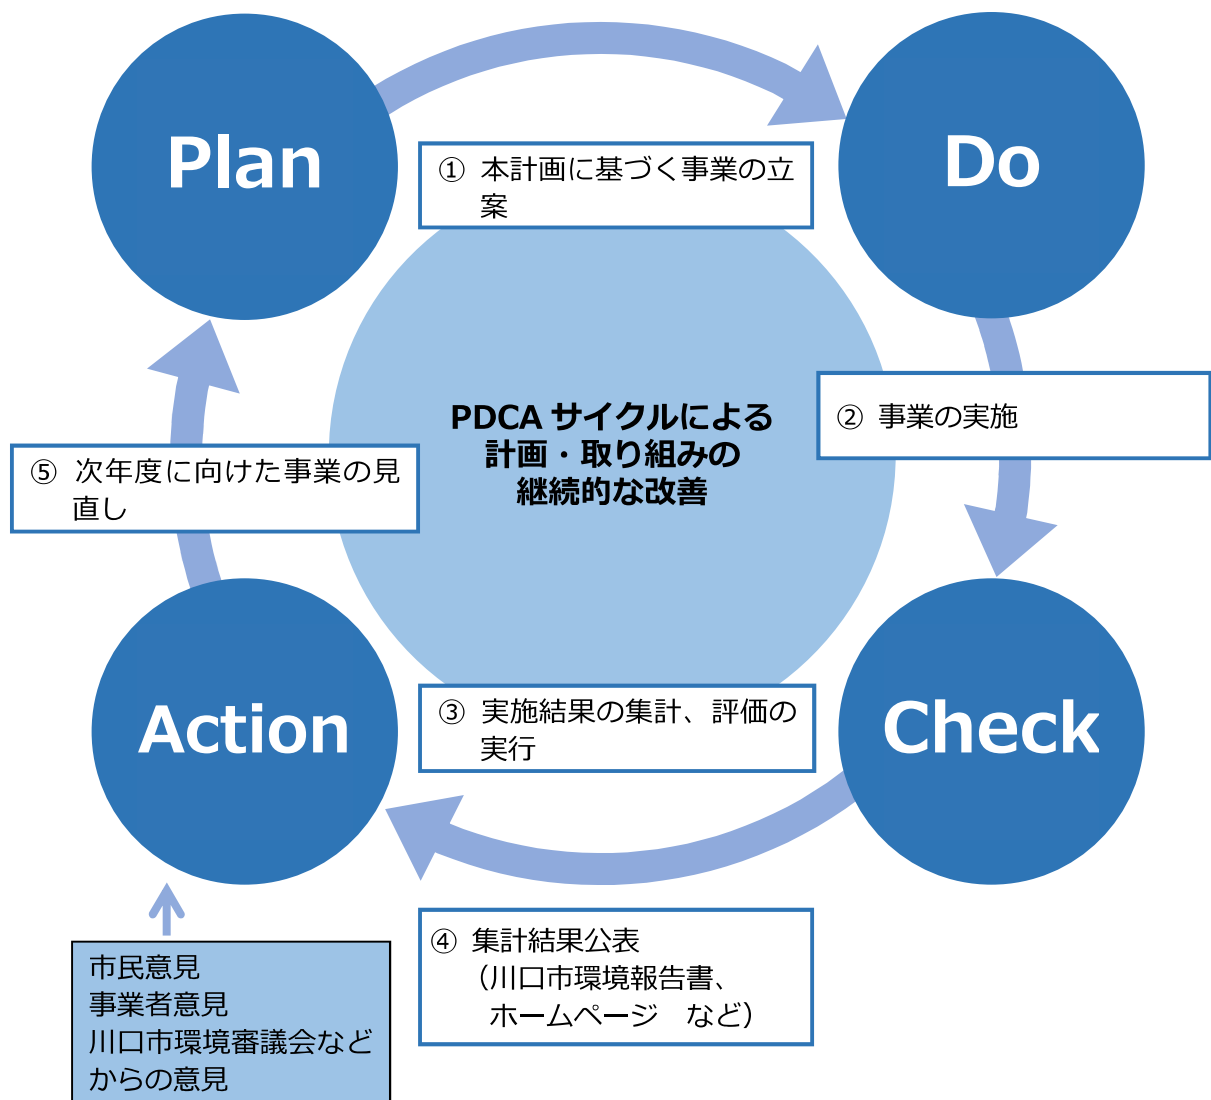 Plan
Do
① 本計画に基づく事業の立
案
PDCA サイクルによる
計画・取り組みの
継続的な改善
② 事業の実施
⑤ 次年度に向けた事業の見
直し
Action
Check
③ 実施結果の集計、評価の
実行
④ 集計結果公表
（川口市環境報告書、
ホームページ　など）
市民意見
事業者意見
川口市環境審議会など
からの意見